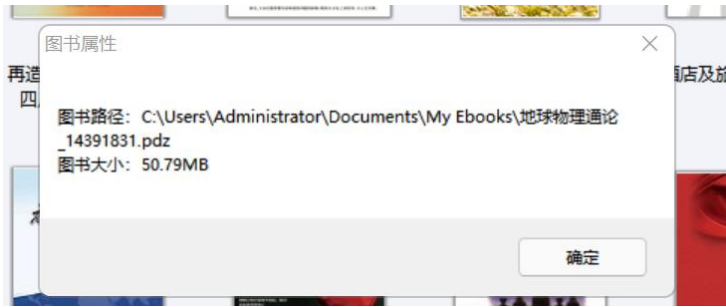 图书属性
再造
店及旅
四
图书路径：C:\Users\Administrator\Documents\My Ebooks\地球物理通论
_14391831.pdz
图书大小：50.79MB
确定